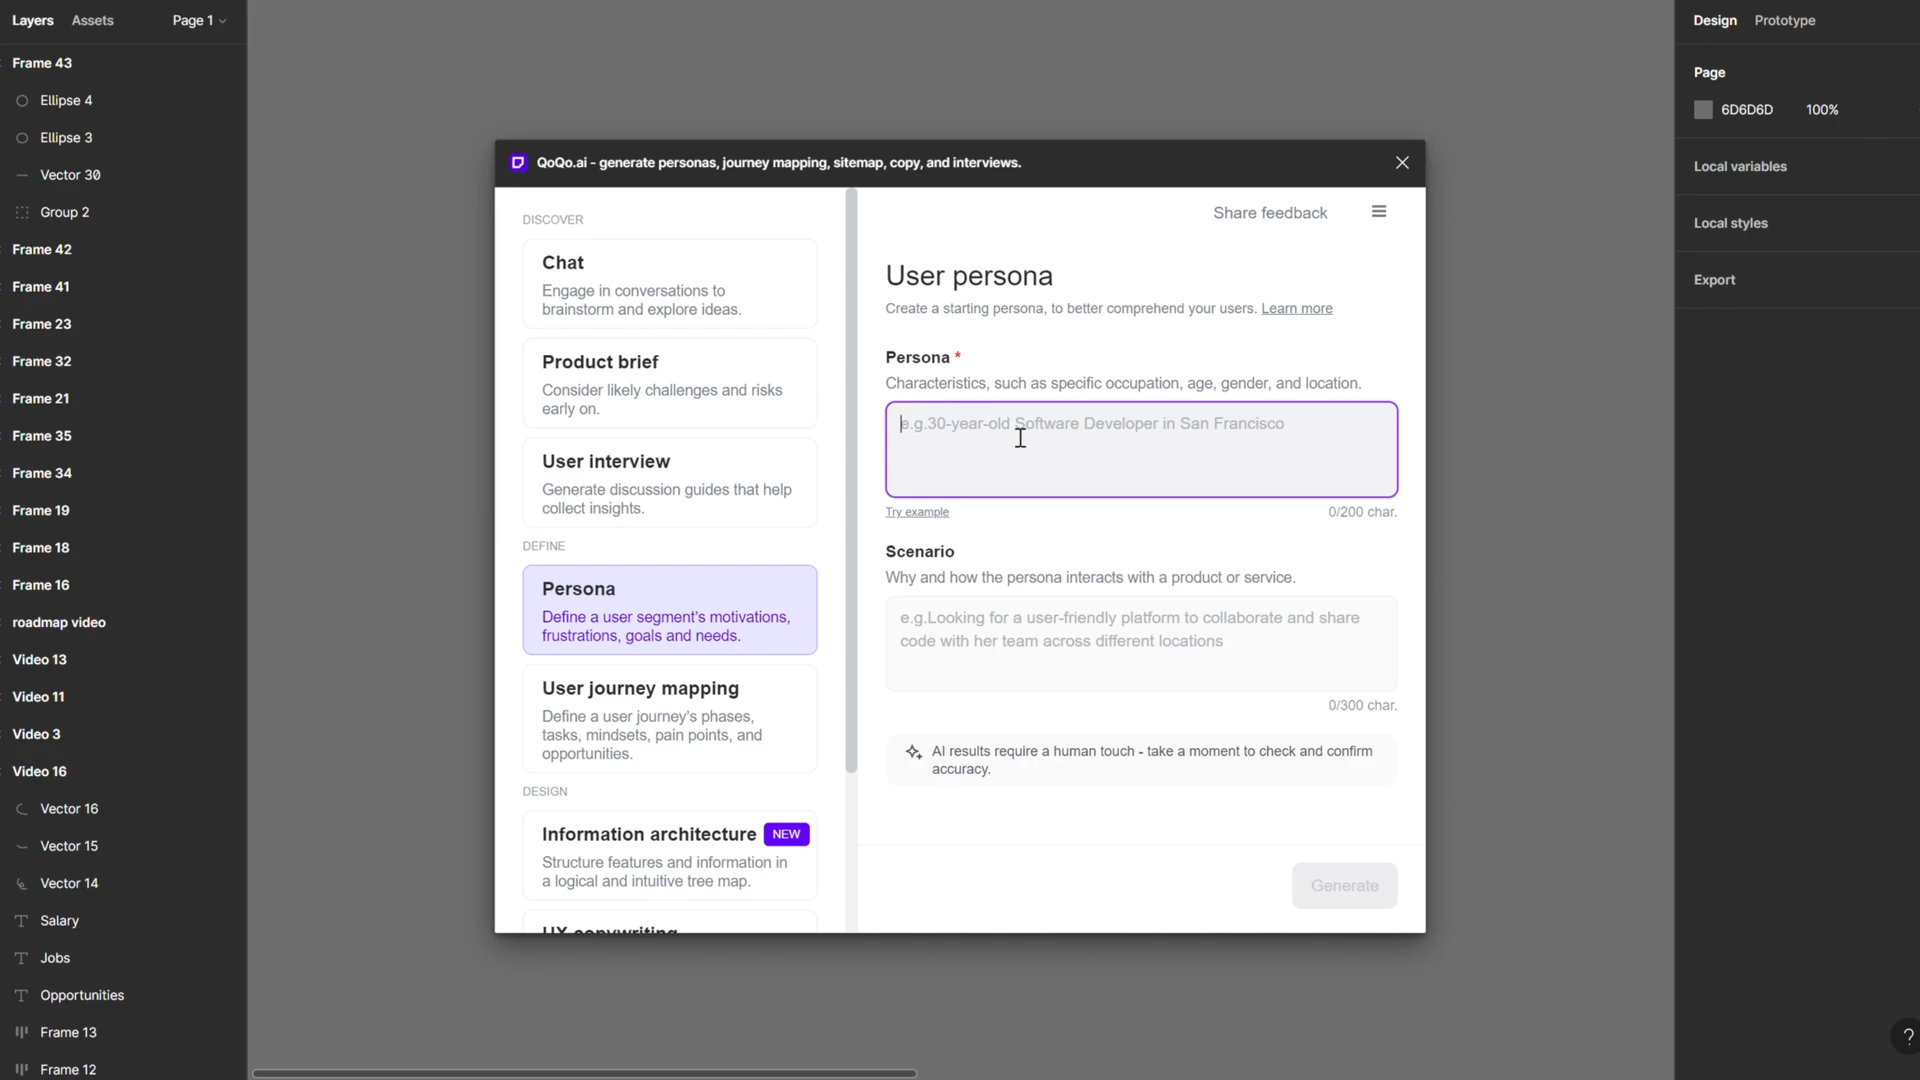 Layers Assets Page 1
Frame 43
Ellipse 4
Ellipse 3
Vector 30
Group 2
Frame 42
Frame 41
Frame 23
Frame 32
Frame 21
Frame 35
Frame 34
Frame 19
Frame 18
Frame 16
roadmap video
Video 13
Video 11
Video 3
Video 16
Vector 16
Vector 15
Vector 14
Salary
Jobs
Opportunities
Frame 13
Frame 12
QoQo.ai - generate personas, journey mapping, sitemap, copy, and interviews.
DISCOVER
Chat
Engage in conversations to
brainstorm and explore ideas.
Product brief
Consider likely challenges and risks
early on.
User interview
Generate discussion guides that help
collect insights.
DEFINE
Persona
Define a user segment's motivations,
frustrations, goals and needs.
User journey mapping
Define a user journey's phases,
tasks, mindsets, pain points, and
opportunities.
DESIGN
Information architecture NEW
Structure features and information in
a logical and intuitive tree map.
UX copywriting
Share feedback
User persona
Create a starting persona, to better comprehend your users. Learn more
Persona *
Characteristics, such as specific occupation, age, gender, and location.
e.g.30-year-old Software Developer in San Francisco
Try example 0/200 char.
Scenario
Why and how the persona interacts with a product or service.
e.g.Looking for a user-friendly platform to collaborate and share
code with her team across different locations
0/300 char.
AI results require a human touch - take a moment to check and confirm
accuracy.
Generate
Design Prototype
Page
6D6D6D 100%
Local variables
Local styles
Export
?